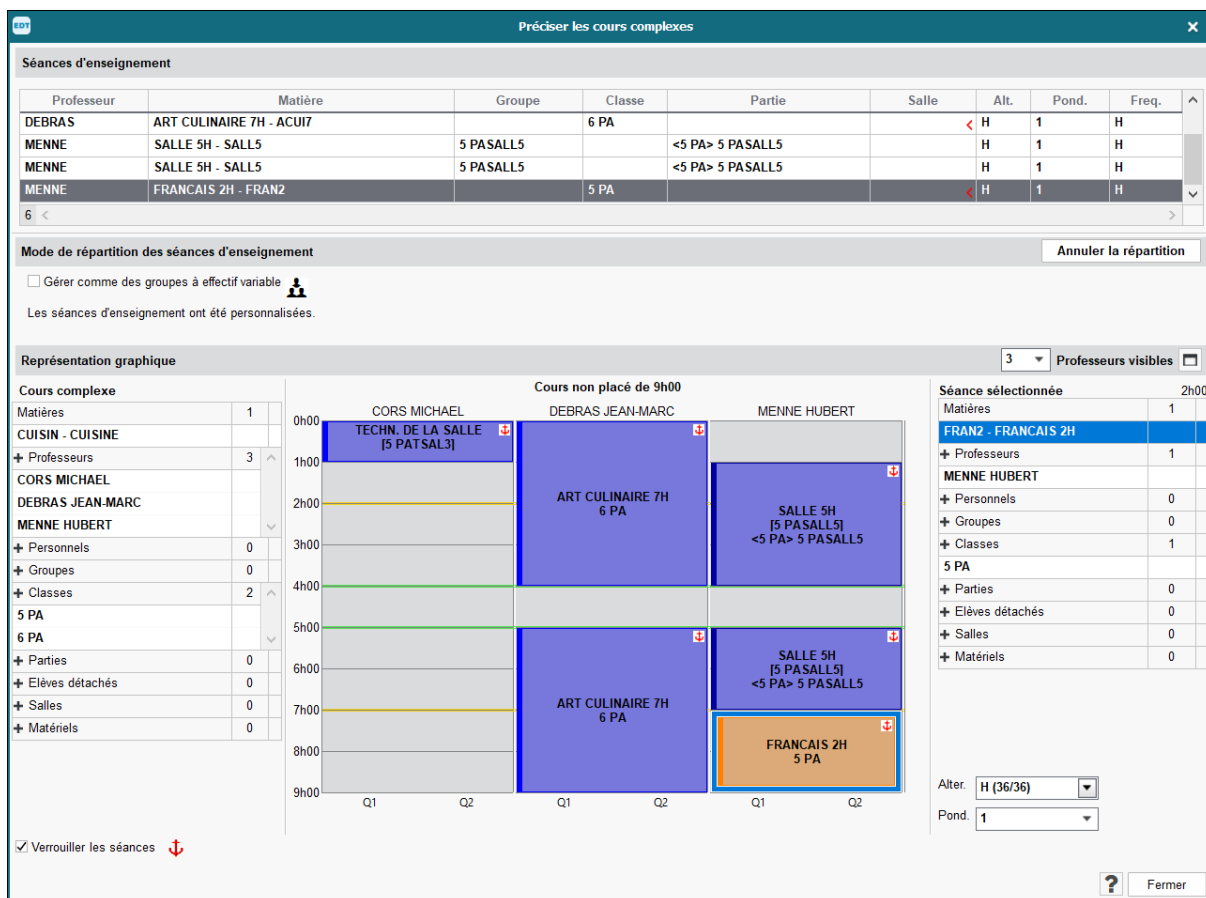 EDT
Préciser les cours complexes
Séances d'enseignement
Professeur Matière Groupe Classe Partie Salle Alt. Pond. Freq.
DEBRAS ART CULINAIRE 7H - ACUI7 6 PA H 1 H
MENNE SALLE 5H - SALL5 5 PASALL5 <5 PA> 5 PASALL5 H 1 H
MENNE SALLE 5H - SALL5 5 PASALL5 <5 PA> 5 PASALL5 H 1 H
MENNE FRANCAIS 2H - FRAN2 5 PA H 1 H
6
Mode de répartition des séances d'enseignement
Annuler la répartition
Gérer comme des groupes à effectif variable
Les séances d'enseignement ont été personnalisées.
Représentation graphique
3 Professeurs visibles
Cours complexe
Matières 1
CUISIN - CUISINE
+ Professeurs 3
CORS MICHAEL
DEBRAS JEAN-MARC
MENNE HUBERT
+ Personnels 0
+ Groupes 0
+ Classes 2
5 PA
6 PA
+ Parties 0
+ Elèves détachés 0
+ Salles 0
+ Matériels 0
Cours non placé de 9h00
CORS MICHAEL DEBRAS JEAN-MARC MENNE HUBERT
0h00
1h00
2h00
3h00
4h00
5h00
6h00
7h00
8h00
9h00
TECHN. DE LA SALLE
[5 PATSAL3]
ART CULINAIRE 7H
6 PA
SALLE 5H
[5 PASALL5]
<5 PA> 5 PASALL5
ART CULINAIRE 7H
6 PA
SALLE 5H
[5 PASALL5]
<5 PA> 5 PASALL5
FRANCAIS 2H
5 PA
Q1 Q2 Q1 Q2 Q1 Q2
Séance sélectionnée 2h00
Matières 1
FRAN2 - FRANCAIS 2H
+ Professeurs 1
MENNE HUBERT
+ Personnels 0
+ Groupes 0
+ Classes 1
5 PA
+ Parties 0
+ Elèves détachés 0
+ Salles 0
+ Matériels 0
Alter. H (36/36)
Pond. 1
Verrouiller les séances
? Fermer